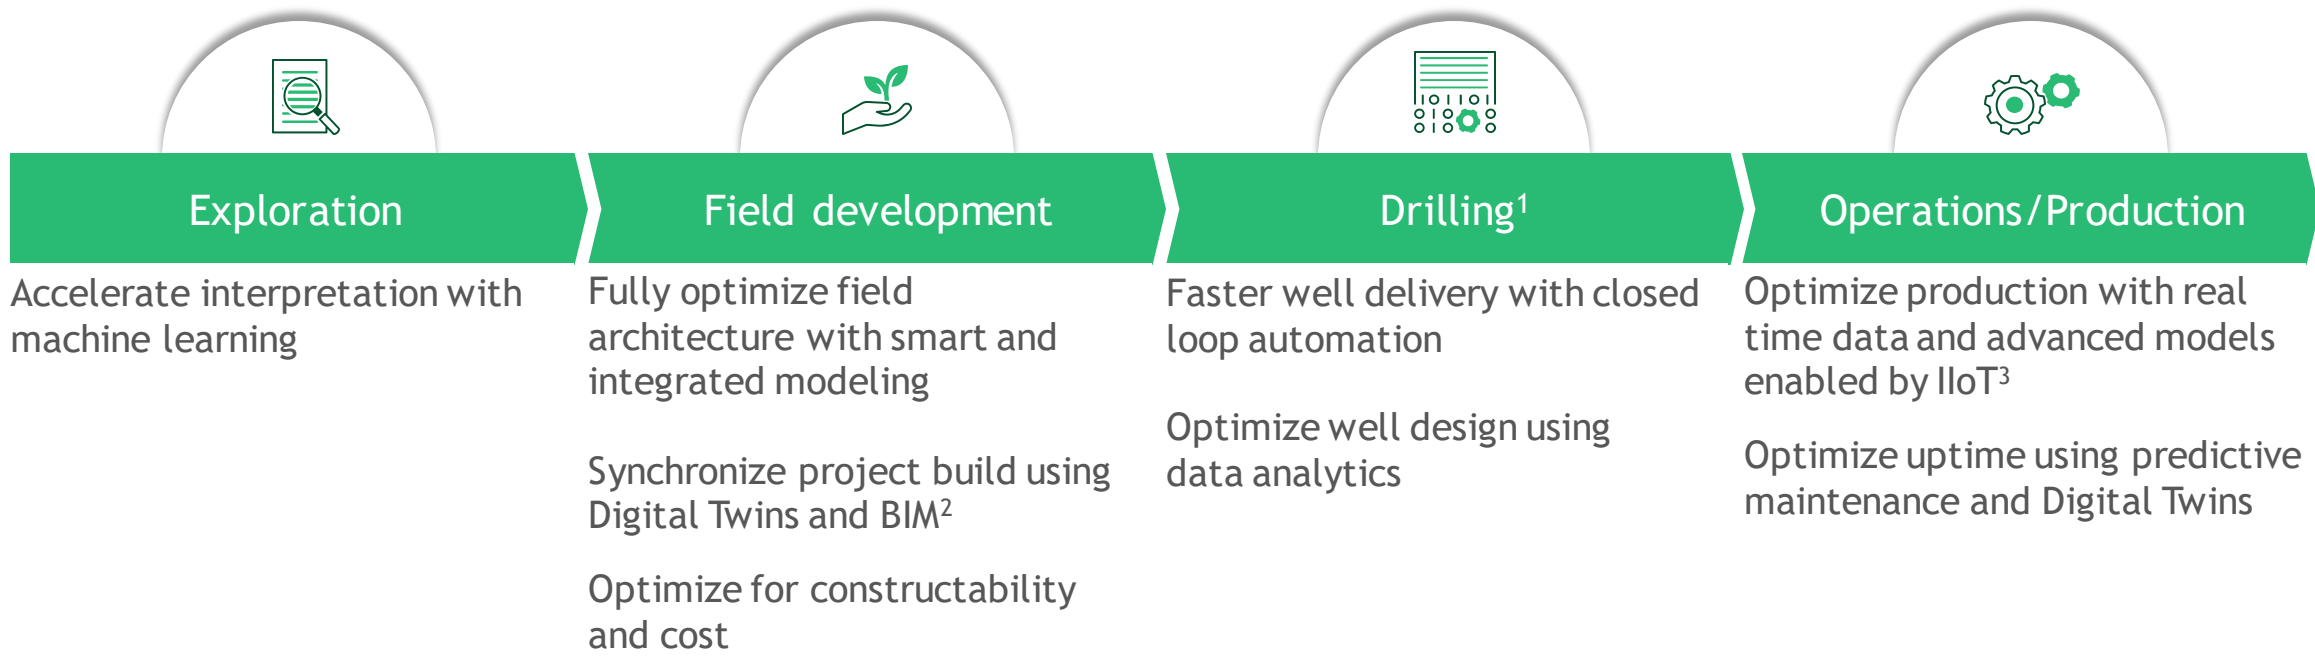 Exploration
Accelerate interpretation with
machine learning
Field development
Fully optimize field
architecture with smart and
integrated modeling
Synchronize project build using
Digital Twins and BIM²
Optimize for constructability
and cost
Drilling¹
Faster well delivery with closed
loop automation
Optimize well design using
data analytics
Operations/Production
Optimize production with real
time data and advanced models
enabled by IIoT³
Optimize uptime using predictive
maintenance and Digital Twins